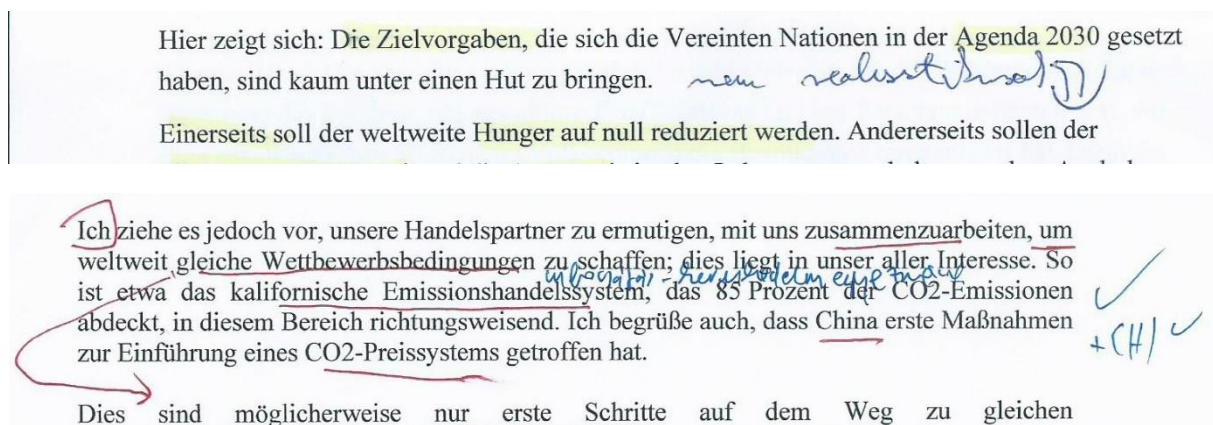 Hier zeigt sich: Die Zielvorgaben, die sich die Vereinten Nationen in der Agenda 2030 gesetzt
haben, sind kaum unter einen Hut zu bringen.
Einerseits soll der weltweite Hunger auf null reduziert werden. Andererseits sollen der
Ich ziehe es jedoch vor, unsere Handelspartner zu ermutigen, mit uns zusammenzuarbeiten, um
weltweit gleiche Wettbewerbsbedingungen zu schaffen; dies liegt in unser aller Interesse. So
ist etwa das kalifornische Emissionshandelssystem, das 85 Prozent der CO2-Emissionen
abdeckt, in diesem Bereich richtungsweisend. Ich begrüße auch, dass China erste Maßnahmen
+ (H)
zur Einführung eines CO2-Preissystems getroffen hat.
Dies sind möglicherweise nur erste Schritte auf dem Weg zu gleichen